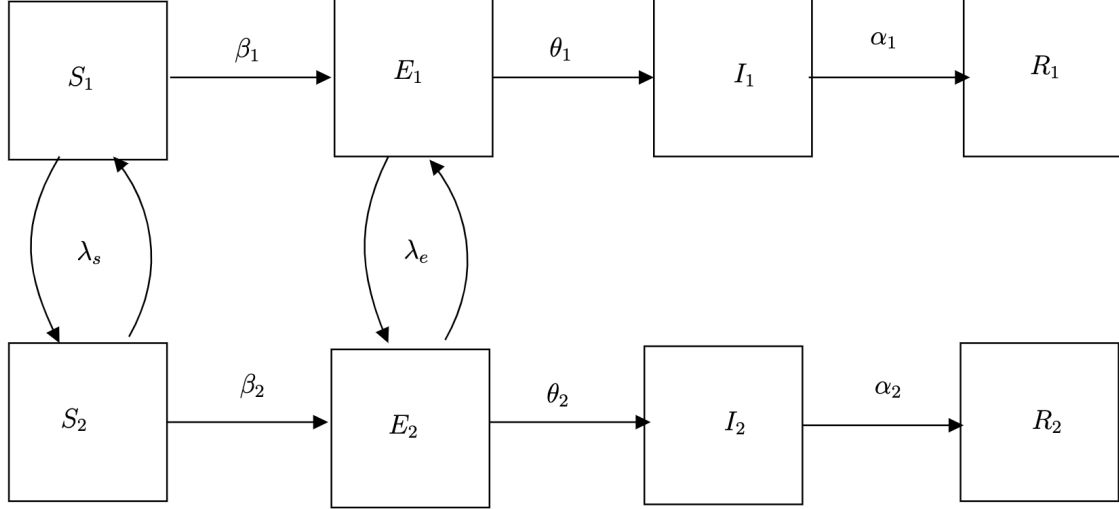 β₁ θ₁ α₁
S₁ E₁ I₁ R₁
λₛ λₑ
β₂ θ₂ α₂
S₂ E₂ I₂ R₂